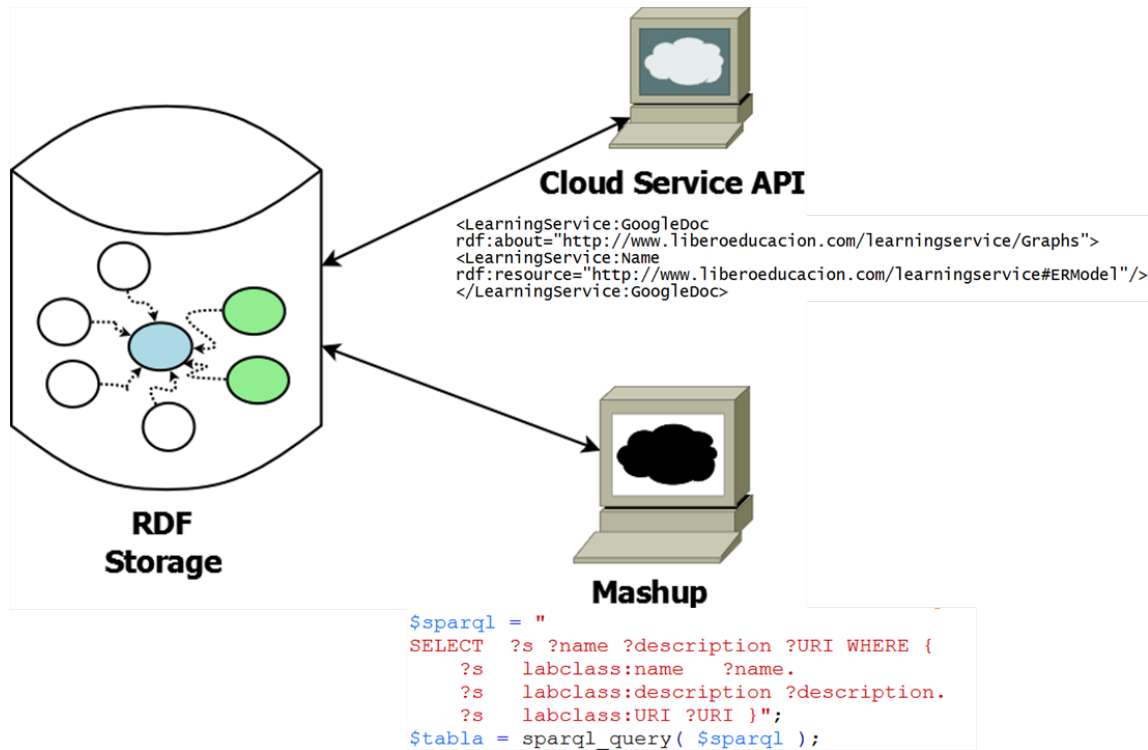 Cloud Service API
<LearningService:GoogleDoc
rdf:about="http://www.liberoeducacion.com/learningservice/Graphs">
<LearningService:Name
rdf:resource="http://www.liberoeducacion.com/learningservice#ERModel"/>
</LearningService:GoogleDoc>
RDF
Storage
Mashup
$sparql = "
SELECT ?s ?name ?description ?URI WHERE {
?s labclass:name ?name.
?s labclass:description ?description.
?s labclass:URI ?URI }";
$tabla = sparql_query( $sparql );